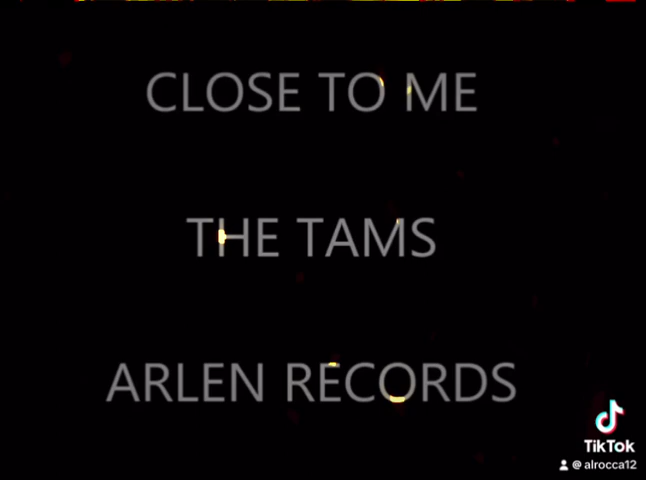 CLOSE TO ME
THE TAMS
ARLEN RECORDS
TikTok
@alrocca12